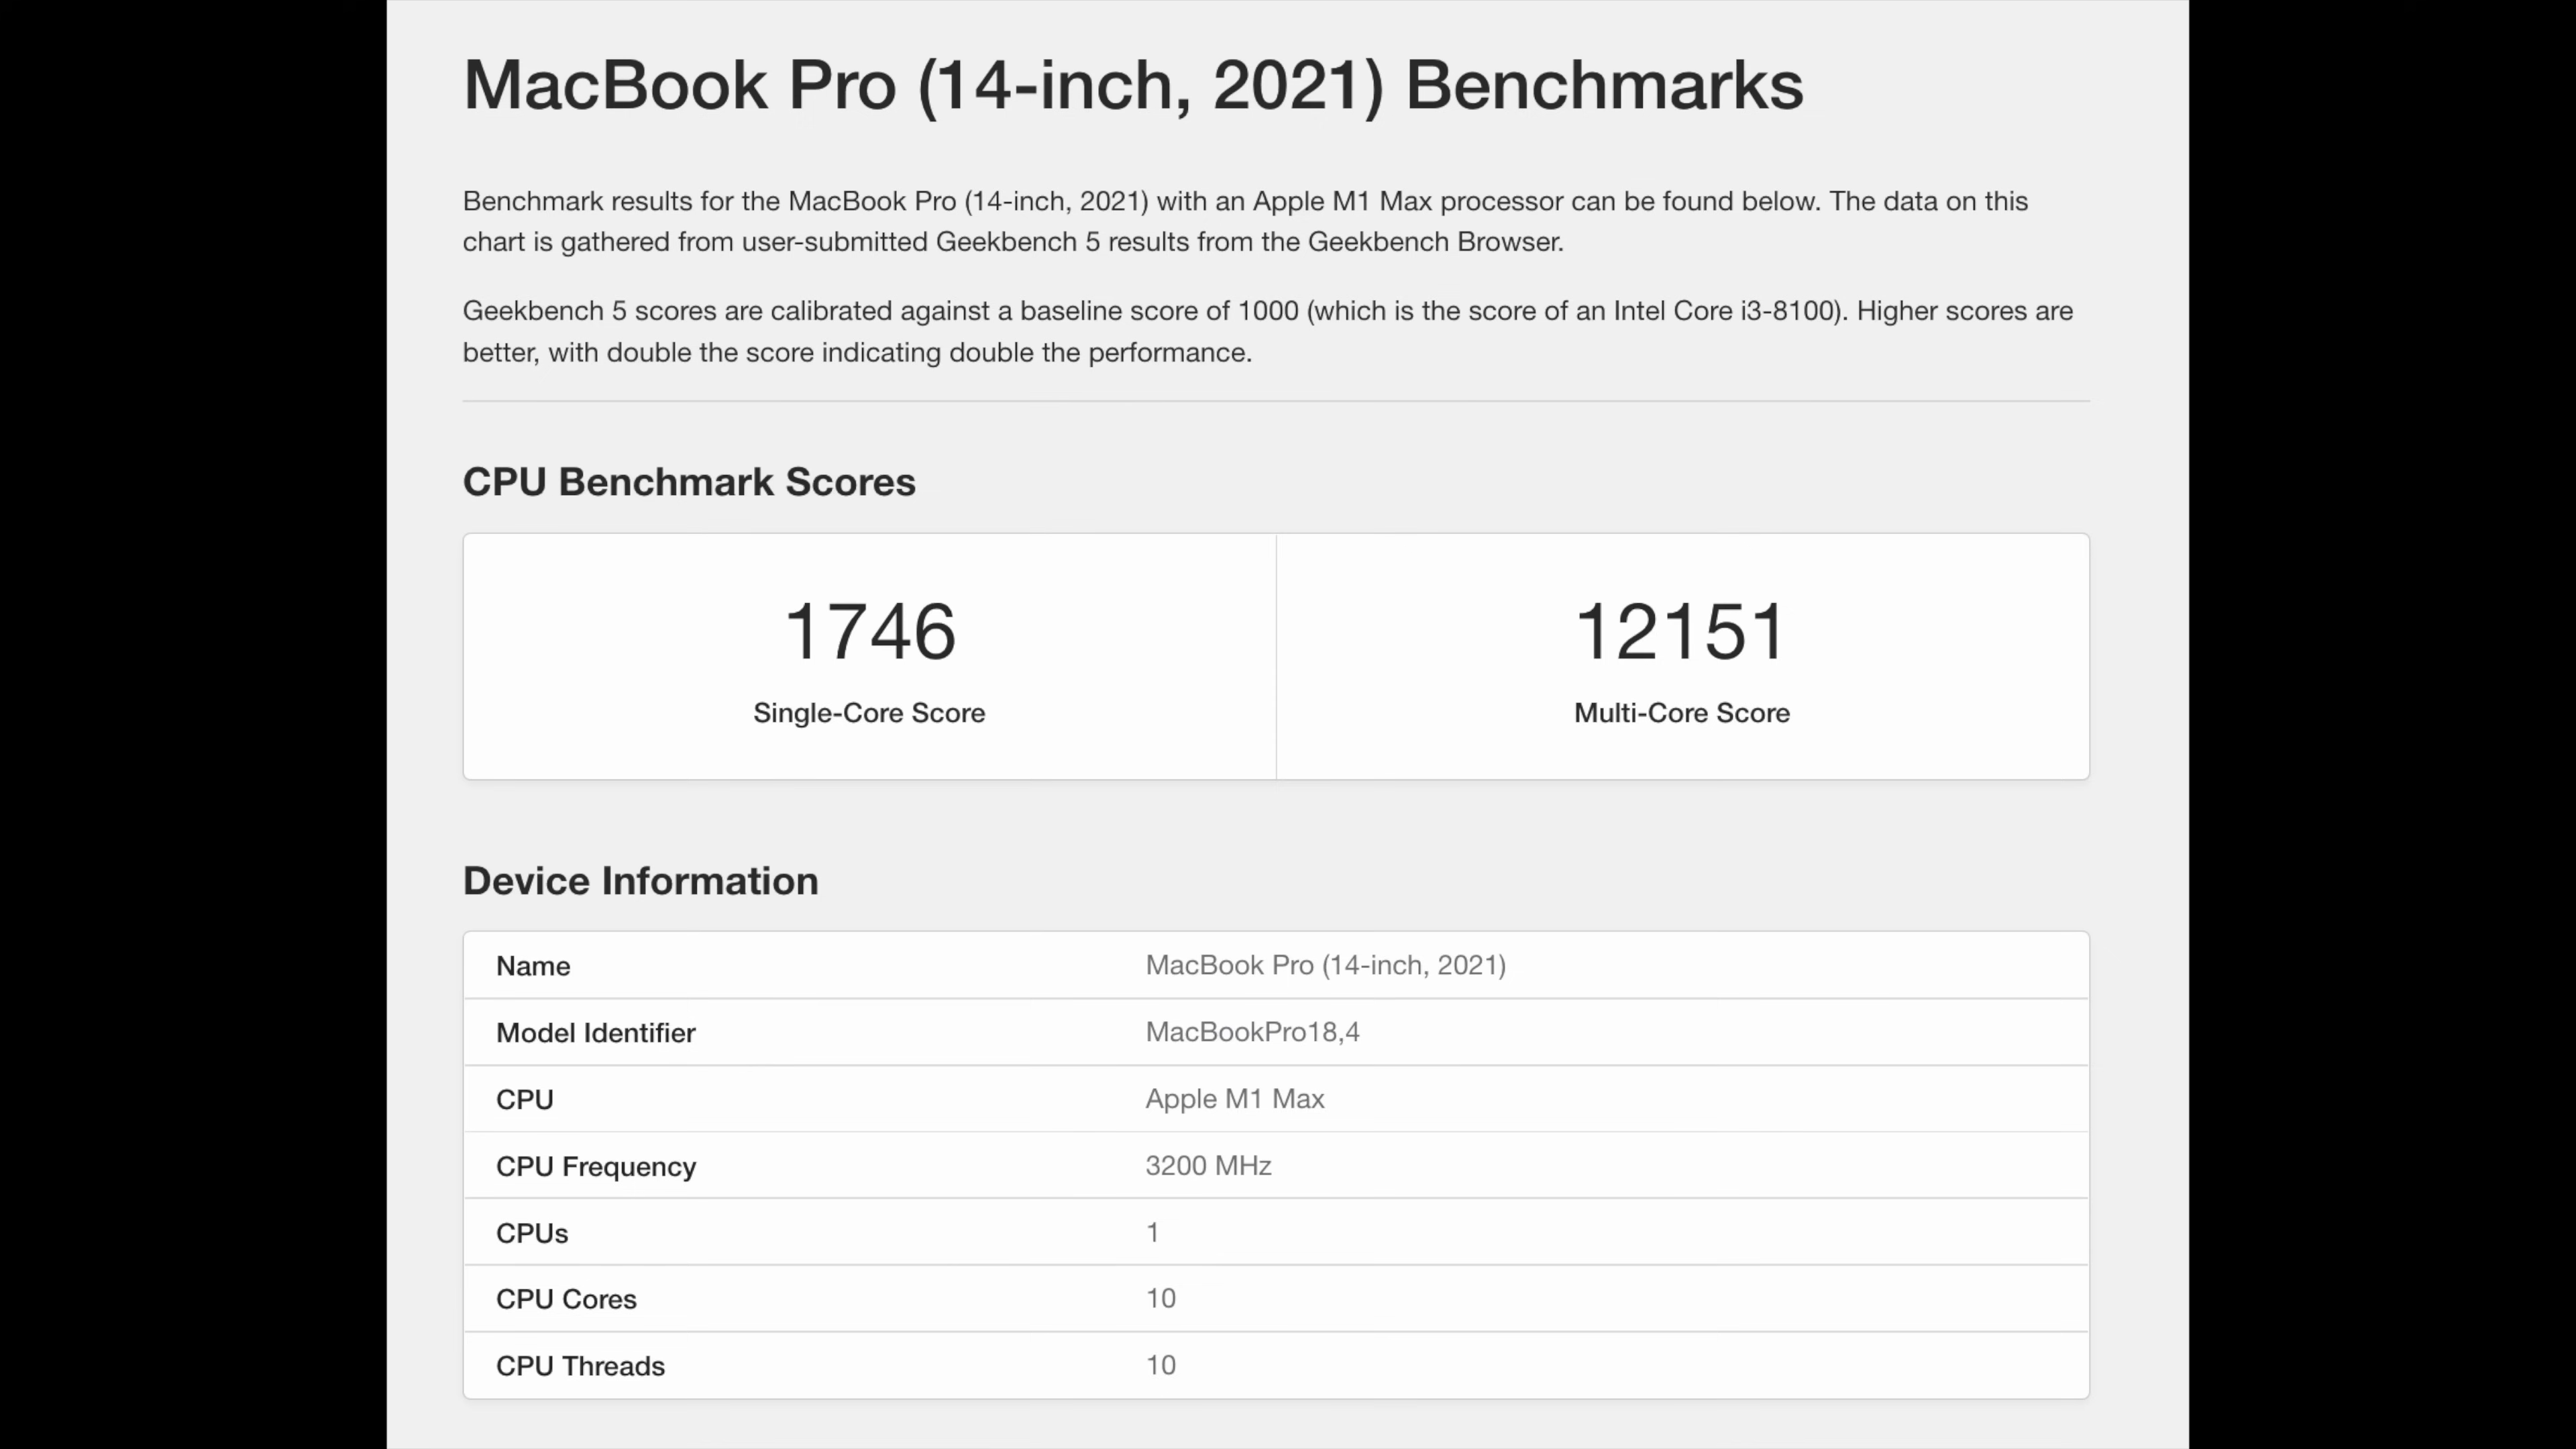 MacBook Pro (14-inch, 2021) Benchmarks
Benchmark results for the MacBook Pro (14-inch, 2021) with an Apple M1 Max processor can be found below. The data on this
chart is gathered from user-submitted Geekbench 5 results from the Geekbench Browser.
Geekbench 5 scores are calibrated against a baseline score of 1000 (which is the score of an Intel Core i3-8100). Higher scores are
better, with double the score indicating double the performance.
CPU Benchmark Scores
1746 12151
Single-Core Score Multi-Core Score
Device Information
Name MacBook Pro (14-inch, 2021)
Model Identifier MacBookPro18,4
CPU Apple M1 Max
CPU Frequency 3200 MHz
CPUs 1
CPU Cores 10
CPU Threads 10